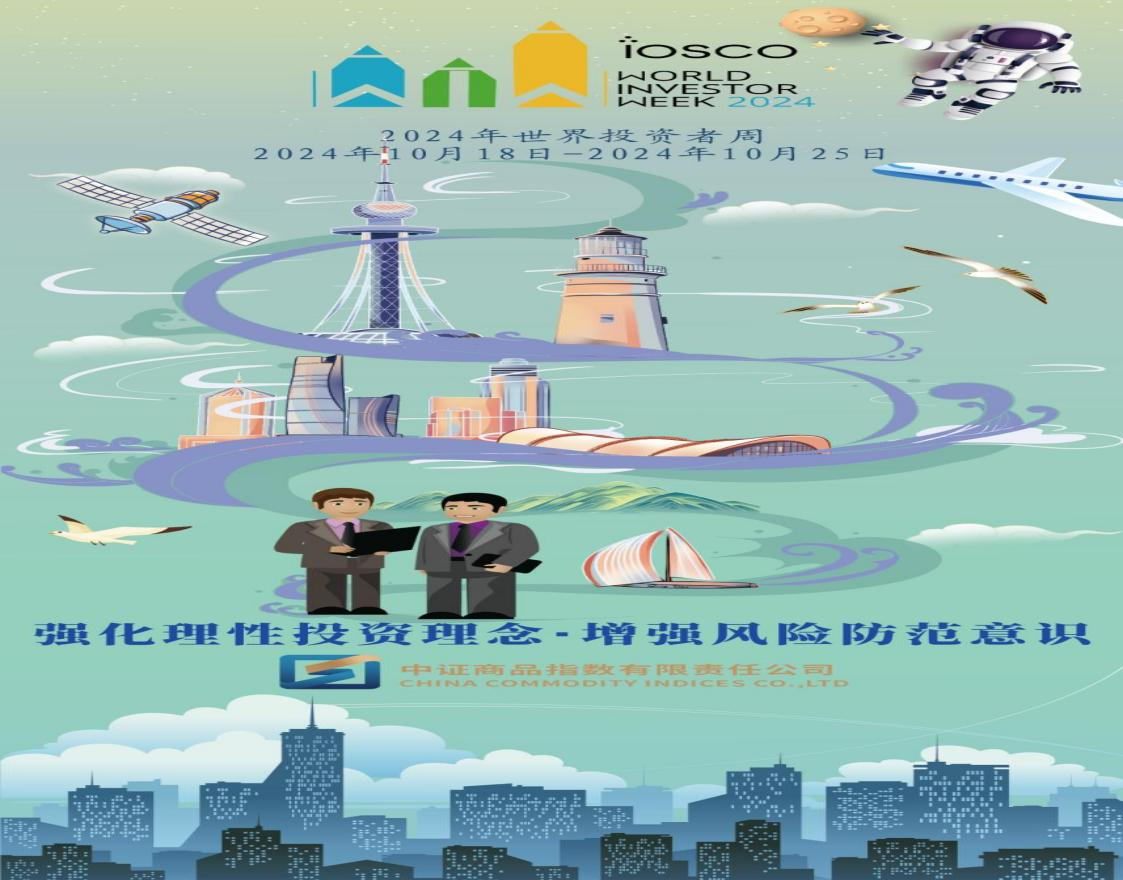 iosco
WORLD
INVESTOR
WEEK 2024
2024年世界投资者周
2024年10月18日-2024年10月25日
强化理性投资理念·增强风险防范意识
中证商品指数有限责任公司
CHINA COMMODITY INDICES CO.,LTD